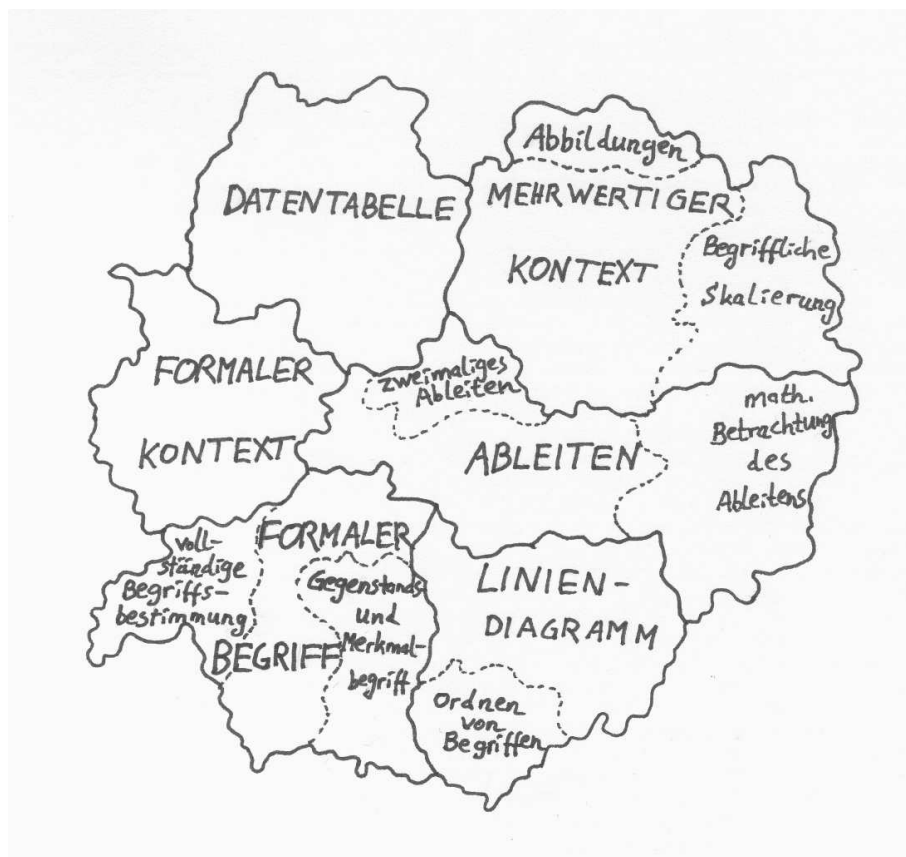 DATENTABELLE
Abbildungen
MEHRWERTIGER
KONTEXT
Begriffliche
Skalierung
FORMALER
KONTEXT
zweimaliges
Ableiten
ABLEITEN
math.
Betrachtung
des
Ableitens
voll-
ständige
Begriffs-
bestimmung
FORMALER
BEGRIFF
Gegenstands-
und
Merkmal-
begriff
LINIEN-
DIAGRAMM
Ordnen
von
Begriffen